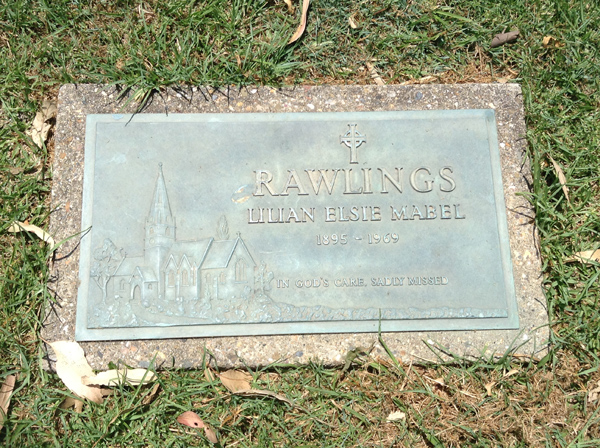 RAWLINGS
LILIAN ELSIE MABEL
1895 - 1969
IN GOD'S CARE, SADLY MISSED